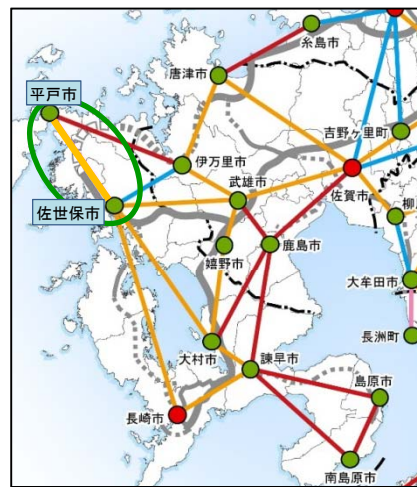 糸島市
唐津市
平戸市
吉野ヶ里町
伊万里市
武雄市
佐賀市
佐世保市
柳
嬉野市
鹿島市
大牟田市
長洲町
大村市
諫早市
島原市
長崎市
南島原市